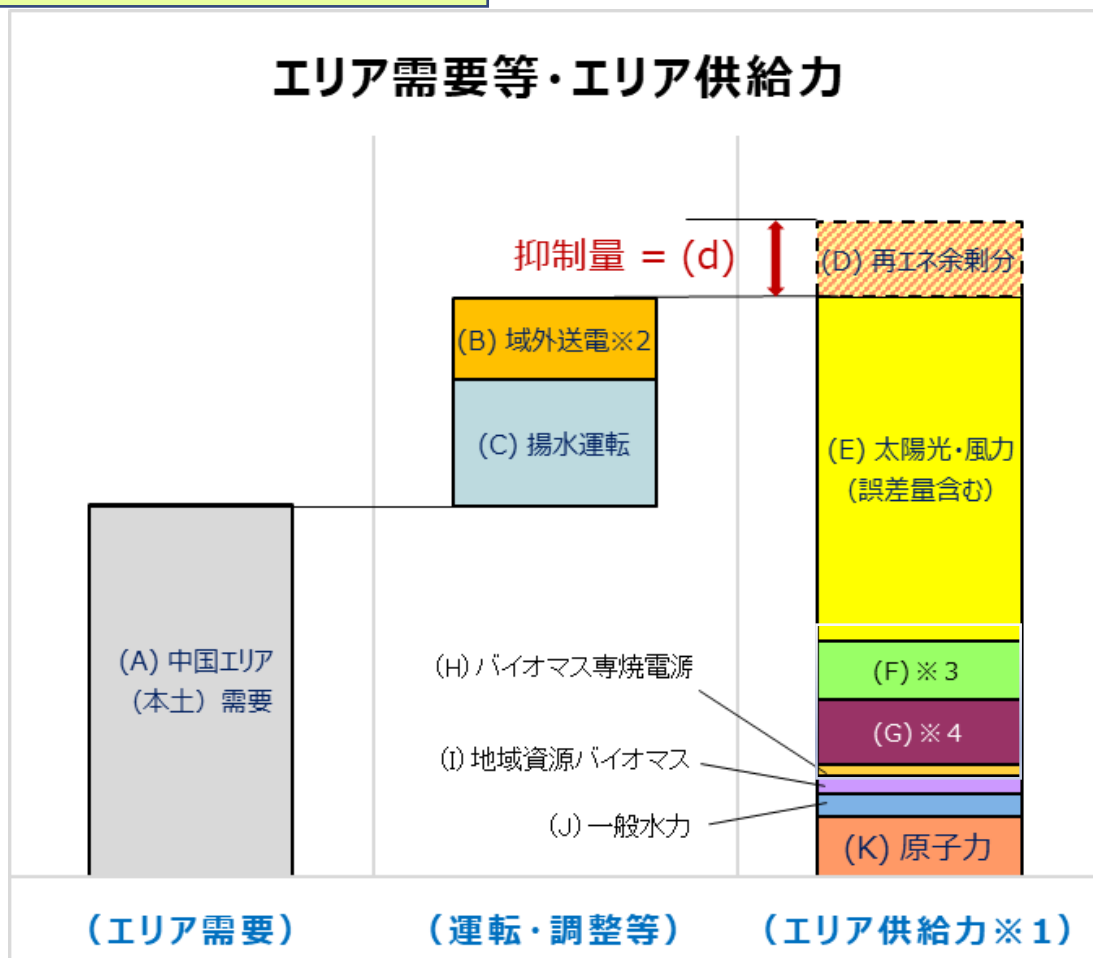 エリア需要等・エリア供給力
抑制量 = (d)
(D) 再エネ余剰分
(B) 域外送電※2
(C) 揚水運転
(E) 太陽光・風力
(誤差量含む)
(A) 中国エリア
(本土）需要
(H) バイオマス専焼電源
(F) ※３
(G) ※４
(I) 地域資源バイオマス
(J) 一般水力
(K) 原子力
（エリア需要）
（運転・調整等）
（エリア供給力※１）